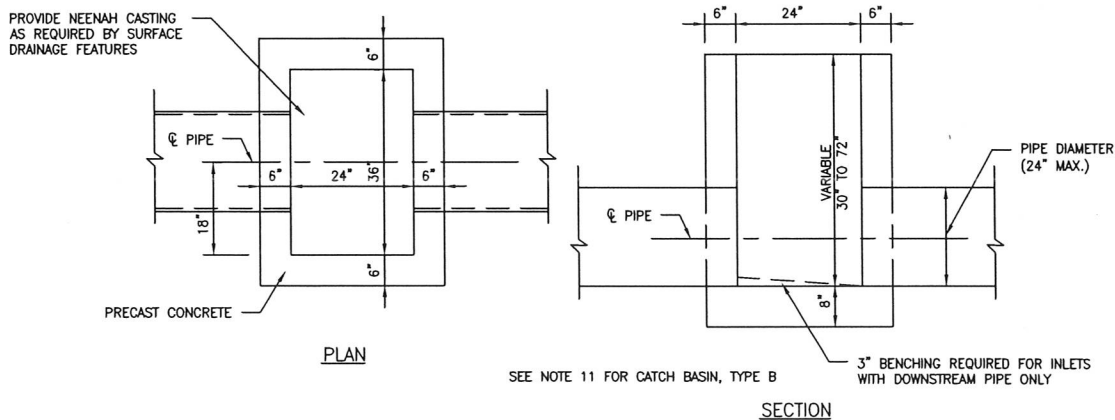 PROVIDE NEENAH CASTING
AS REQUIRED BY SURFACE
DRAINAGE FEATURES
6"
℄ PIPE
6"
24"
36"
6"
18"
6"
PRECAST CONCRETE
PLAN
6"
24"
6"
VARIABLE
30" TO 72"
PIPE DIAMETER
(24" MAX.)
℄ PIPE
8"
3" BENCHING REQUIRED FOR INLETS
WITH DOWNSTREAM PIPE ONLY
SEE NOTE 11 FOR CATCH BASIN, TYPE B
SECTION